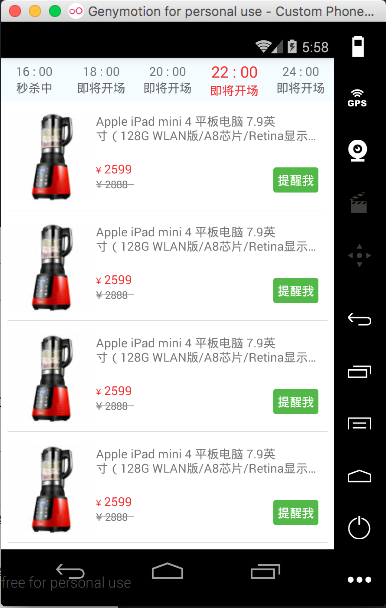 Genymotion for personal use - Custom Phone...
5:58
16 : 00
18 : 00
20 : 00
22 : 00
24 : 00
秒杀中
即将开场
即将开场
即将开场
即将开场
GPS
Apple iPad mini 4 平板电脑 7.9英
寸（128G WLAN版/A8芯片/Retina显示...
¥ 2599
¥ 2888
提醒我
Apple iPad mini 4 平板电脑 7.9英
寸（128G WLAN版/A8芯片/Retina显示...
¥ 2599
¥ 2888
提醒我
Apple iPad mini 4 平板电脑 7.9英
寸（128G WLAN版/A8芯片/Retina显示...
¥ 2599
¥ 2888
提醒我
Apple iPad mini 4 平板电脑 7.9英
寸（128G WLAN版/A8芯片/Retina显示...
¥ 2599
¥ 2888
提醒我
free for personal use